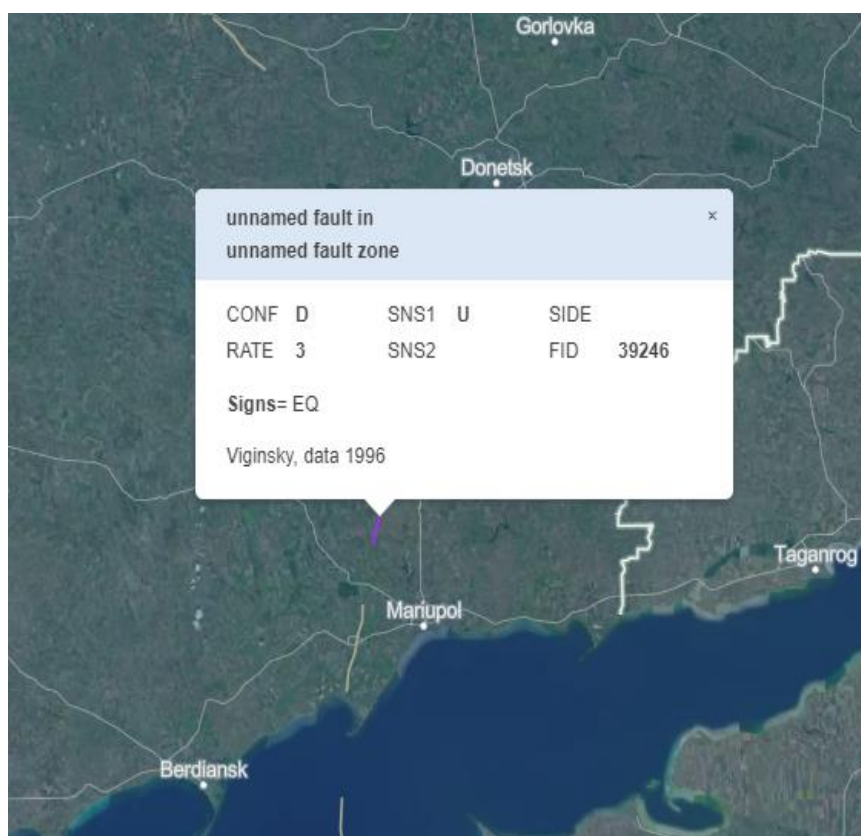 Gorlovka
Donetsk
unnamed fault in ×
unnamed fault zone
CONF D SNS1 U SIDE
RATE 3 SNS2 FID 39246
Signs= EQ
Viginsky, data 1996
Taganrog
Mariupol
Berdiansk